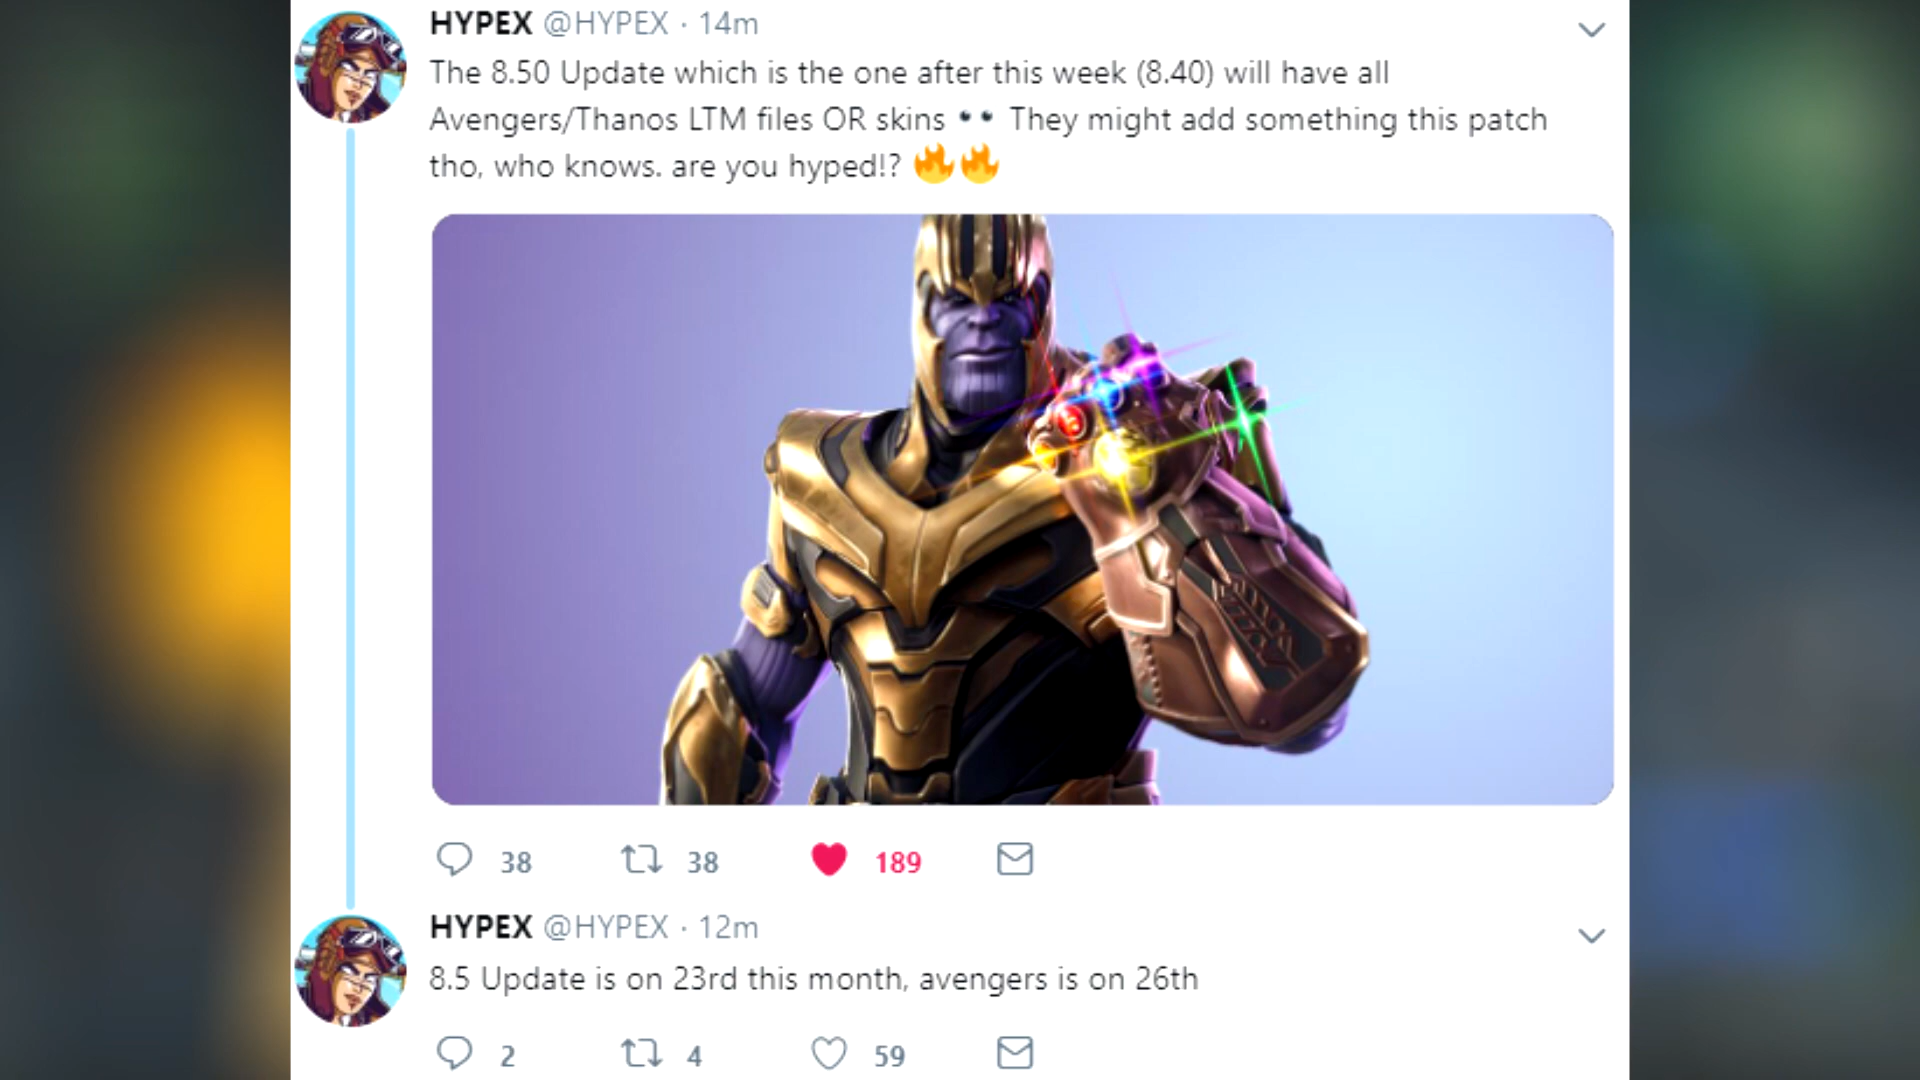 HYPEX @HYPEX · 14m
The 8.50 Update which is the one after this week (8.40) will have all
Avengers/Thanos LTM files OR skins 👀 They might add something this patch
tho, who knows. are you hyped!? 🔥🔥
38 38 189
HYPEX @HYPEX · 12m
8.5 Update is on 23rd this month, avengers is on 26th
2 4 59